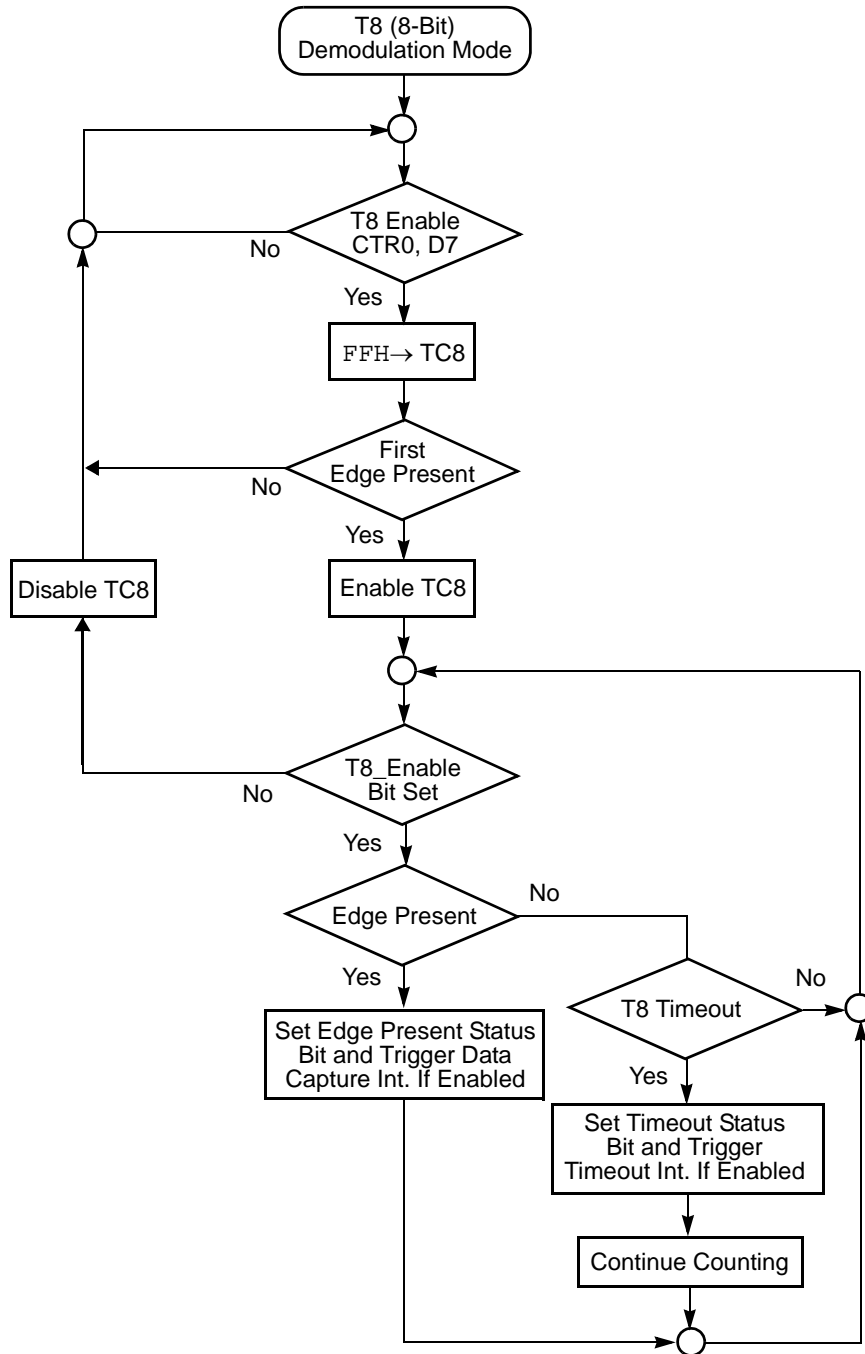 T8 (8-Bit)
Demodulation Mode
T8 Enable
CTR0, D7
No
Yes
FFH→ TC8
First
Edge Present
No
Yes
Disable TC8
Enable TC8
T8_Enable
Bit Set
No
Yes
Edge Present
No
Yes
T8 Timeout
No
Set Edge Present Status
Bit and Trigger Data
Capture Int. If Enabled
Yes
Set Timeout Status
Bit and Trigger
Timeout Int. If Enabled
Continue Counting